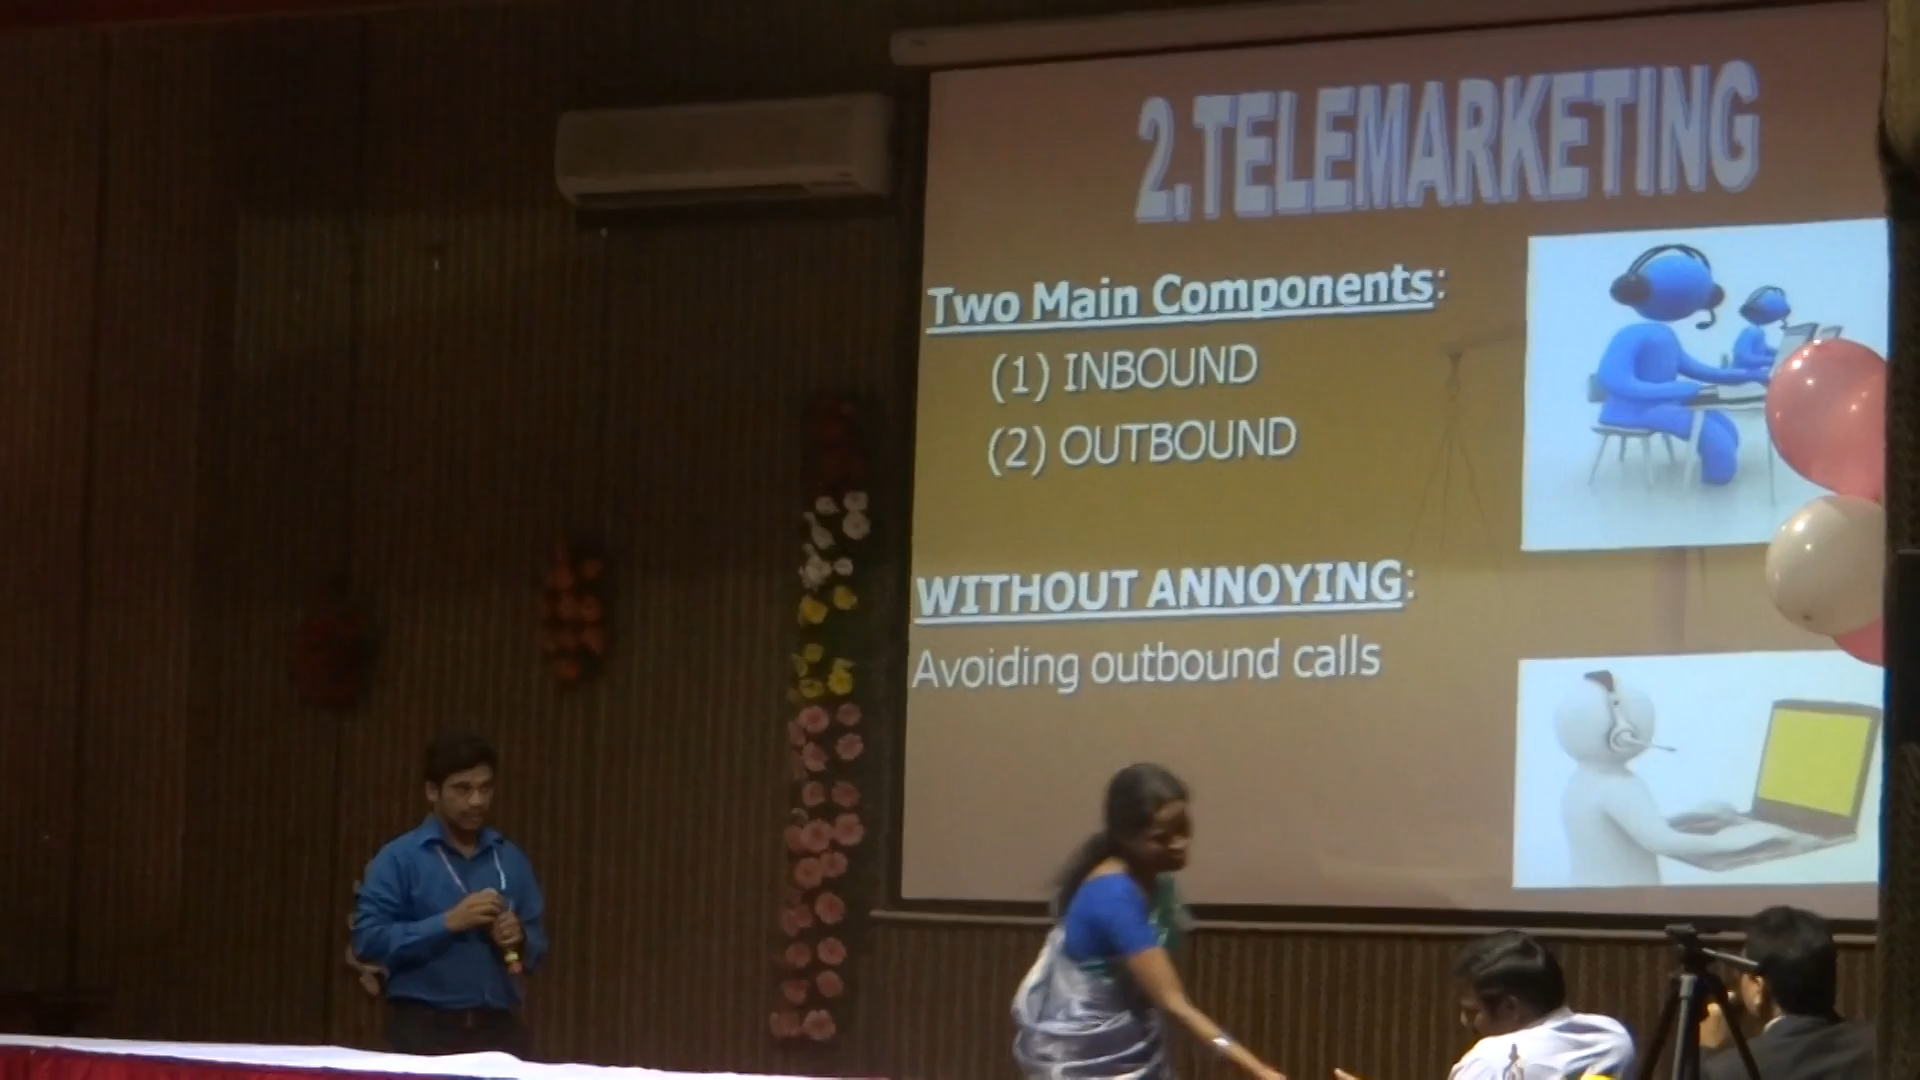 2.TELEMARKETING
Two Main Components:
(1) INBOUND
(2) OUTBOUND
WITHOUT ANNOYING:
Avoiding outbound calls